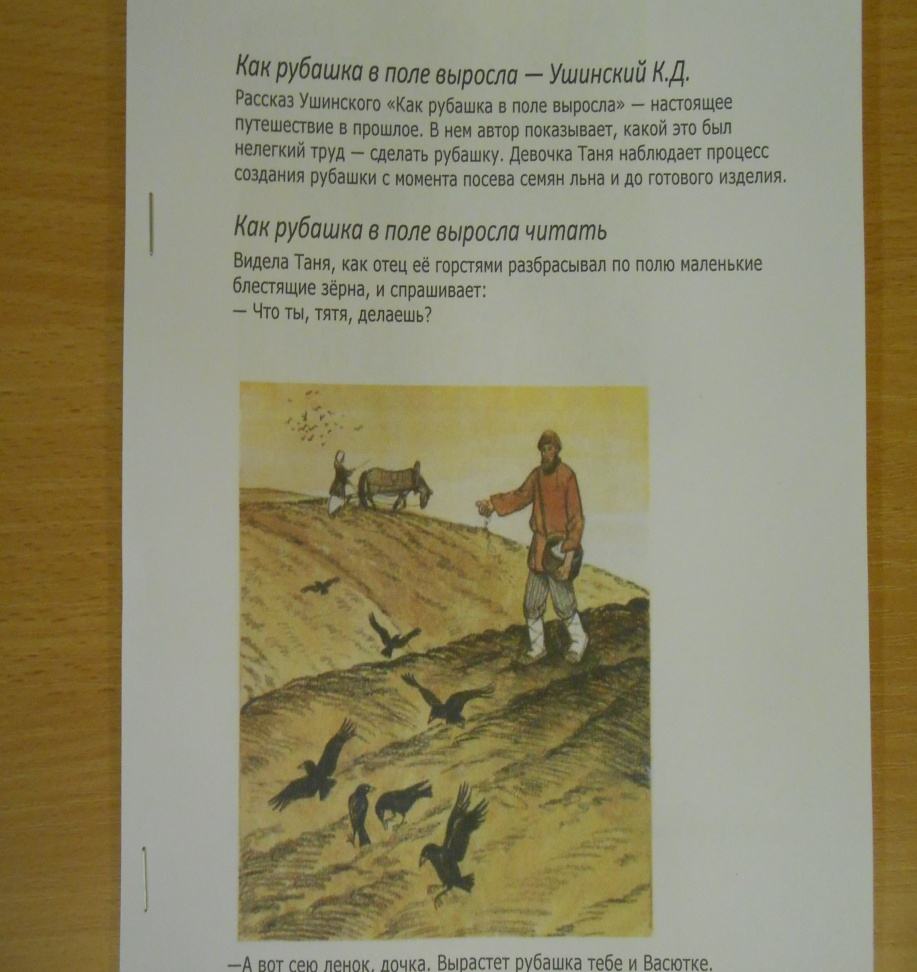 Как рубашка в поле выросла — Ушинский К.Д.
Рассказ Ушинского «Как рубашка в поле выросла» — настоящее
путешествие в прошлое. В нем автор показывает, какой это был
нелегкий труд — сделать рубашку. Девочка Таня наблюдает процесс
создания рубашки с момента посева семян льна и до готового изделия.
Как рубашка в поле выросла читать
Видела Таня, как отец её горстями разбрасывал по полю маленькие
блестящие зёрна, и спрашивает:
— Что ты, тятя, делаешь?
—А вот сею ленок, дочка. Вырастет рубашка тебе и Васютке.